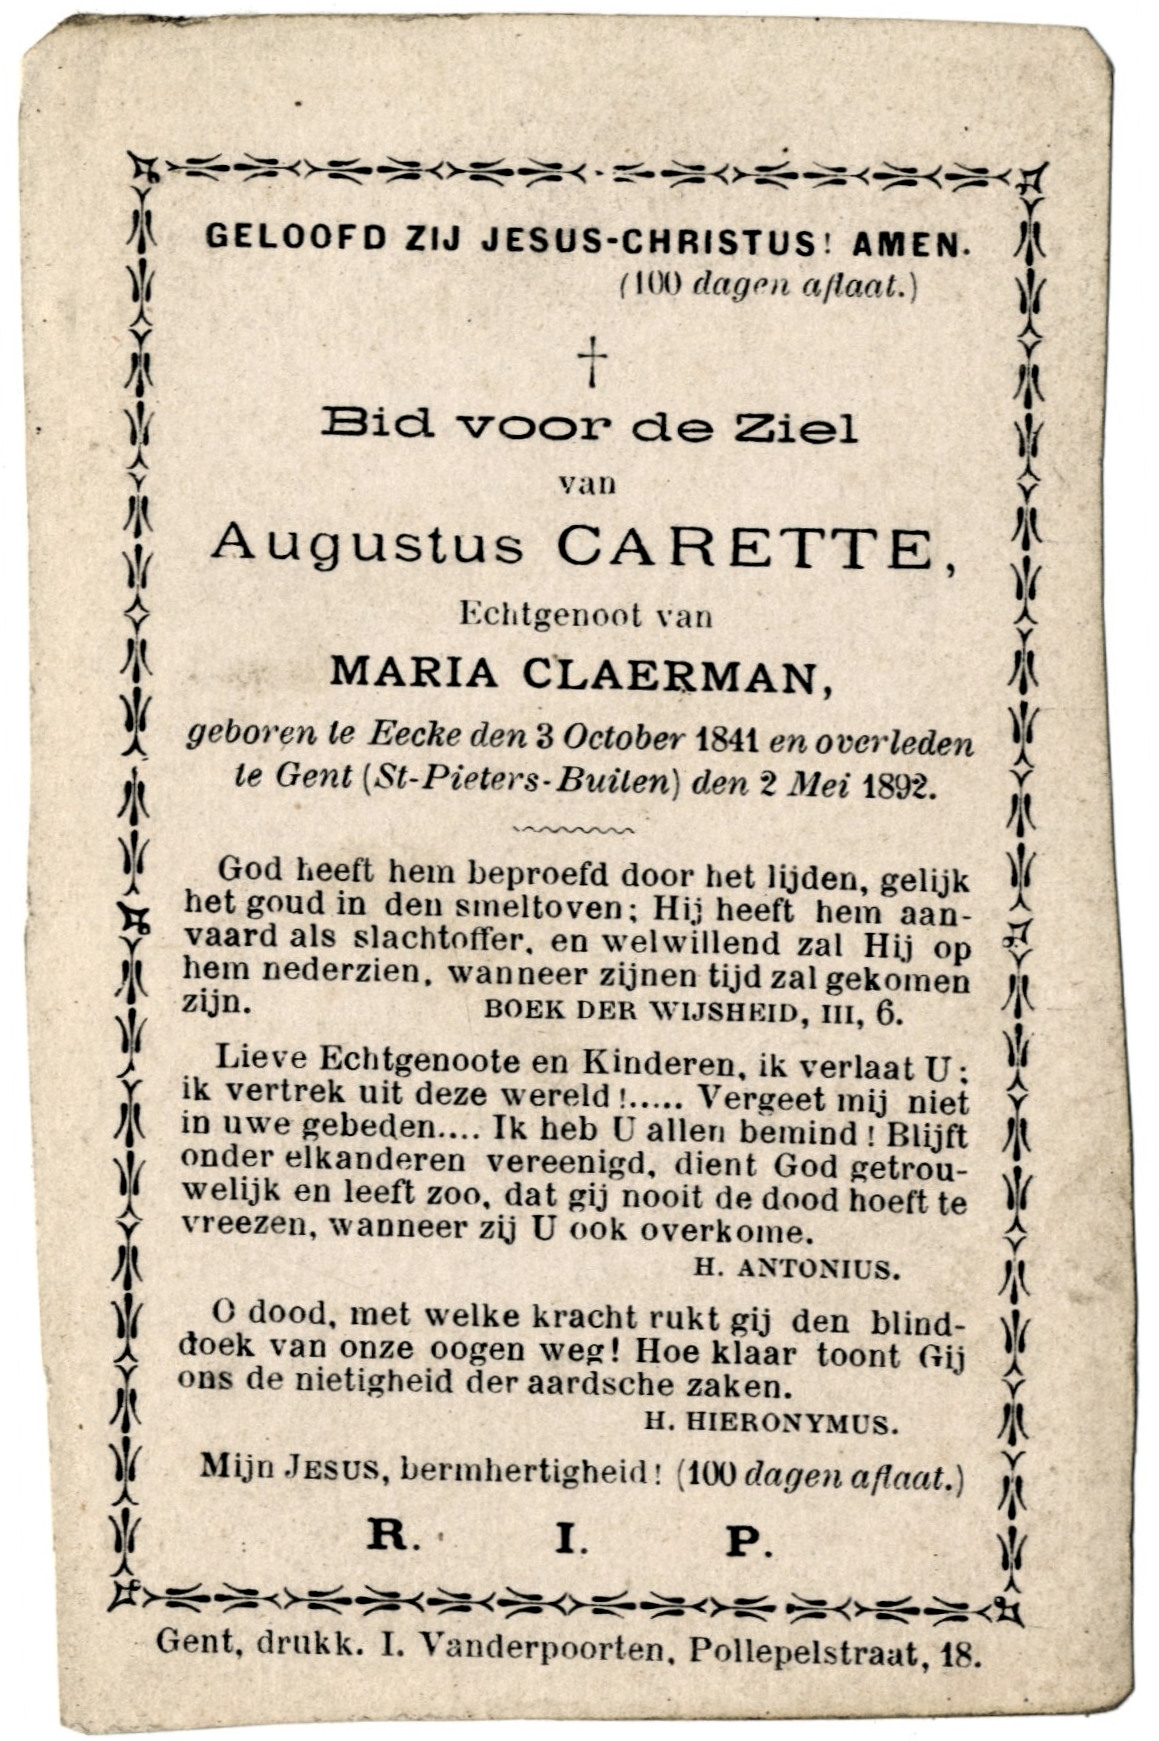 GELOOFD ZIJ JESUS-CHRISTUS! AMEN.
(100 dagen aflaat.)
†
Bid voor de Ziel
van
Augustus CARETTE,
Echtgenoot van
MARIA CLAERMAN,
geboren te Eecke den 3 October 1841 en overleden
te Gent (St-Pieters-Buiten) den 2 Mei 1892.
God heeft hem beproefd door het lijden, gelijk
het goud in den smeltoven; Hij heeft hem aan-
vaard als slachtoffer, en welwillend zal Hij op
hem nederzien, wanneer zijnen tijd zal gekomen
zijn. BOEK DER WIJSHEID, III, 6.
Lieve Echtgenoote en Kinderen, ik verlaat U;
ik vertrek uit deze wereld!..... Vergeet mij niet
in uwe gebeden.... Ik heb U allen bemind! Blijft
onder elkanderen vereenigd, dient God getrou-
welijk en leeft zoo, dat gij nooit de dood hoeft te
vreezen, wanneer zij U ook overkome.
H. ANTONIUS.
O dood, met welke kracht rukt gij den blind-
doek van onze oogen weg! Hoe klaar toont Gij
ons de nietigheid der aardsche zaken.
H. HIERONYMUS.
Mijn JESUS, bermhertigheid! (100 dagen aflaat.)
R. I. P.
Gent, drukk. I. Vanderpoorten, Pollepelstraat, 18.